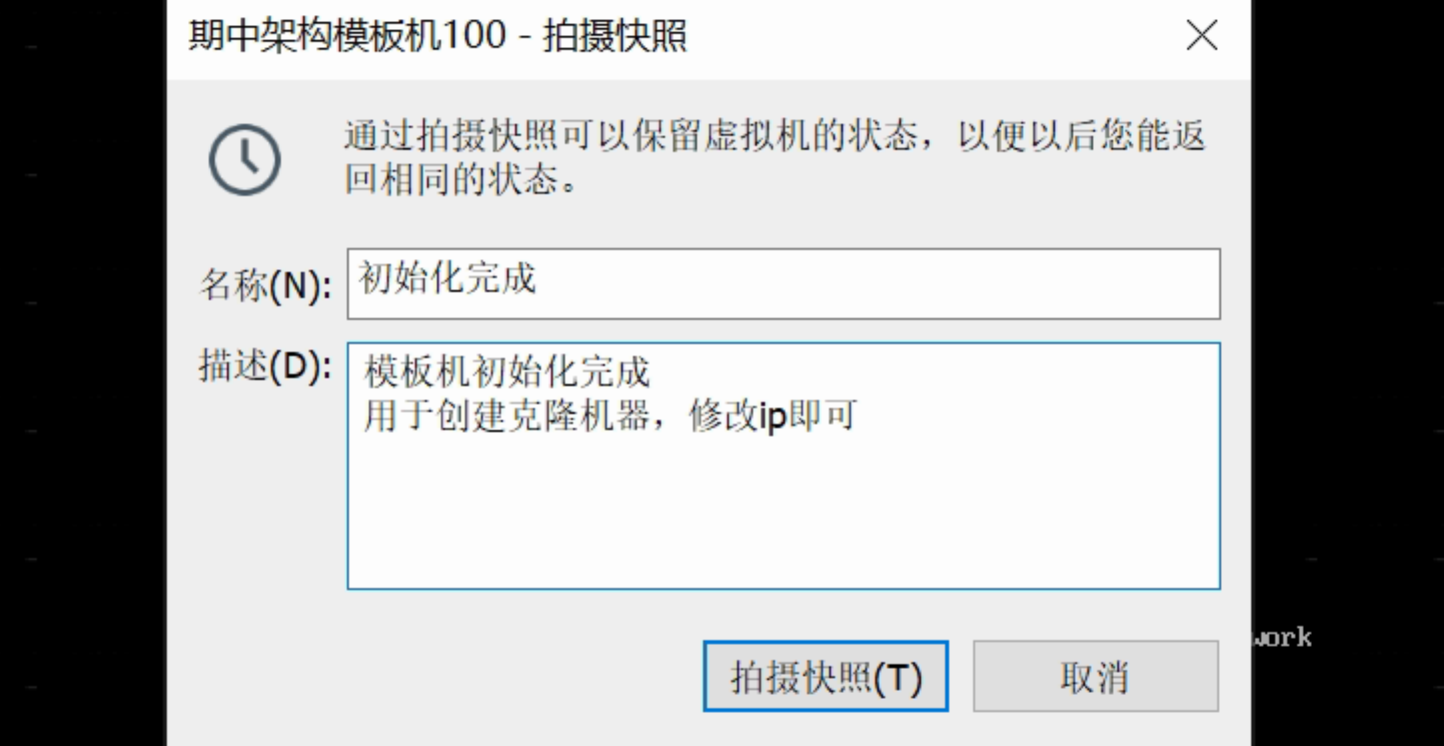 期中架构模板机100 - 拍摄快照
通过拍摄快照可以保留虚拟机的状态，以便以后您能返
回相同的状态。
名称(N):
初始化完成
描述(D):
模板机初始化完成
用于创建克隆机器，修改ip即可
work
拍摄快照(T)
取消